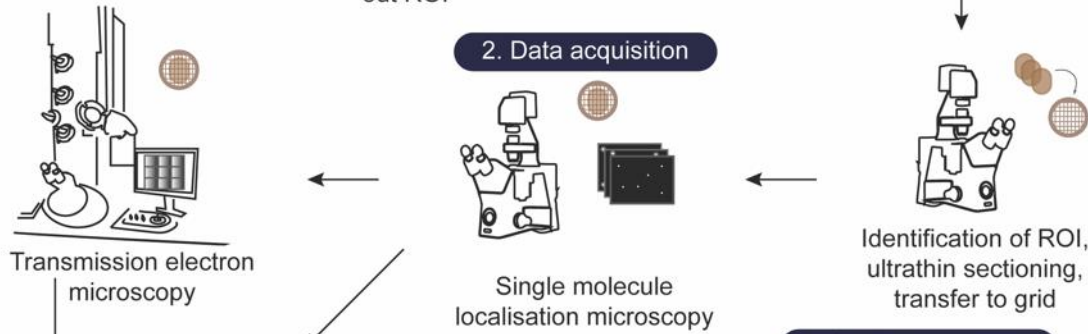 2. Data acquisition
Transmission electron
microscopy
Single molecule
localisation microscopy
Identification of ROI,
ultrathin sectioning,
transfer to grid